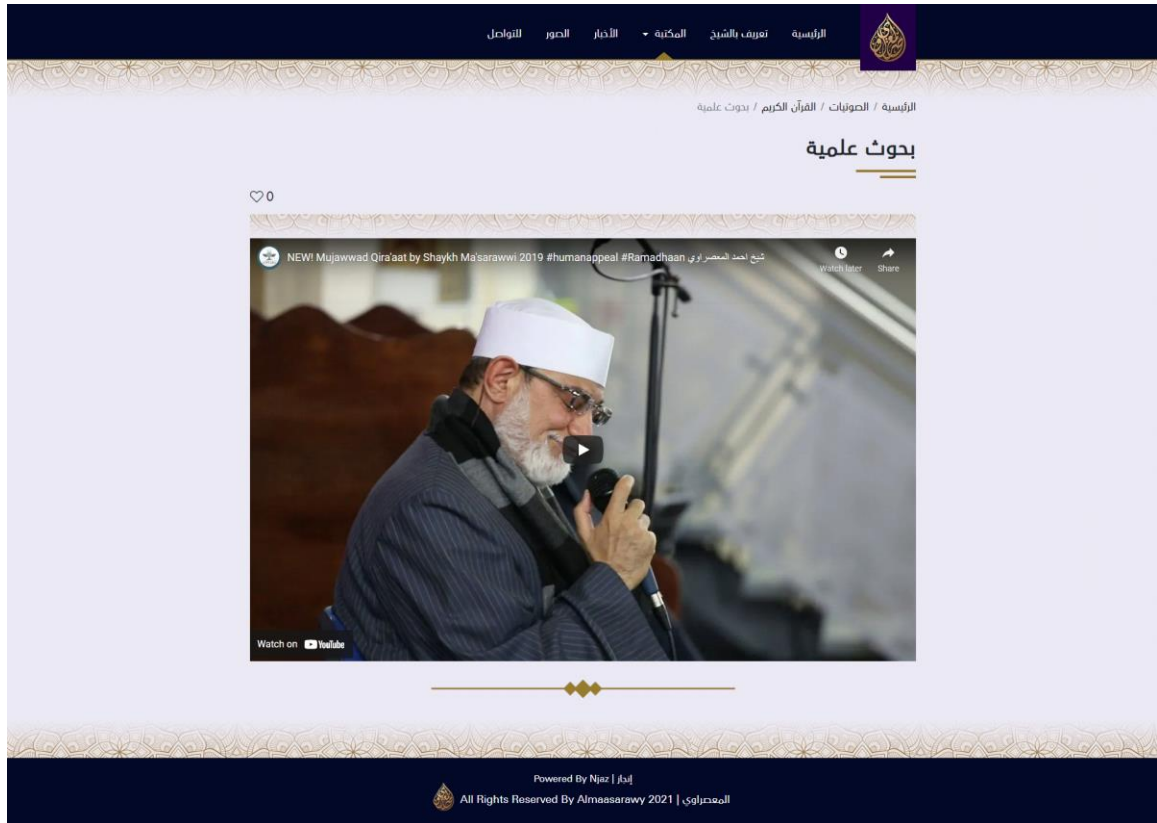 الرئيسية تعريف بالشيخ المكتبة الأخبار الصور للتواصل
الرئيسية / الصوتيات / القرآن الكريم / بحوث علمية
بحوث علمية
0
NEW! Mujawwad Qira'aat by Shaykh Ma'sarawwi 2019 #humanappeal #Ramadhaan شيخ احمد المعصراوي
Watch later Share
Watch on YouTube
Powered By Njaz | إنجاز
All Rights Reserved By Almaasarawy 2021 | المعصراوي